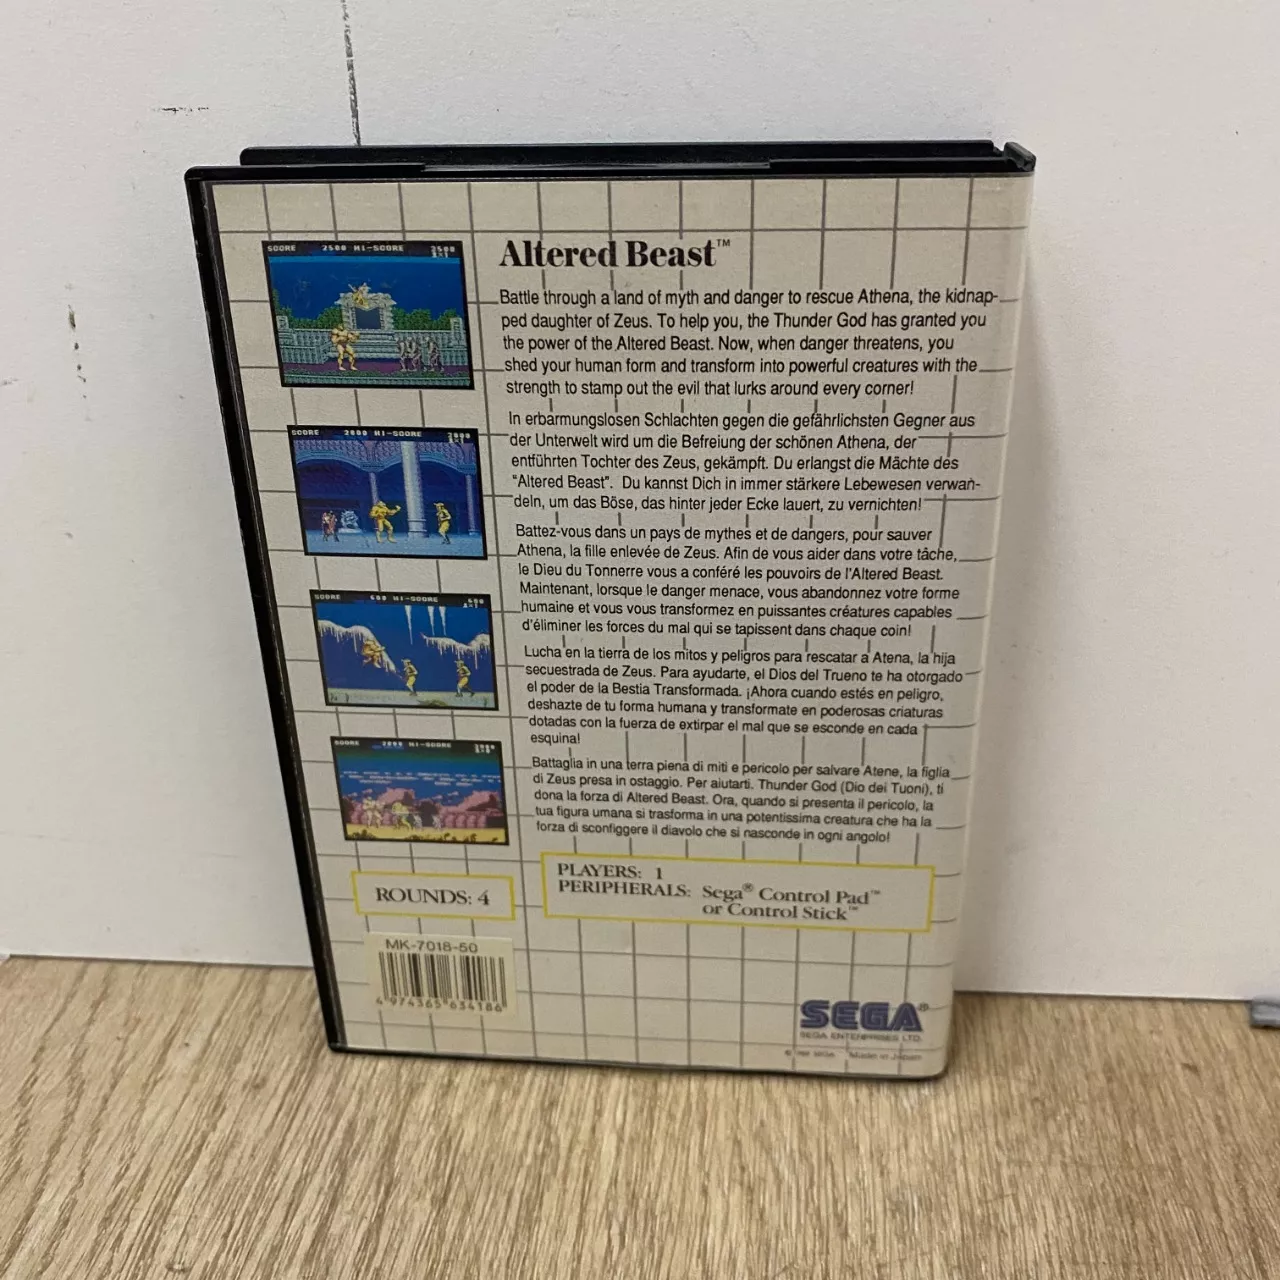 SCORE 2500 HI-SCORE 2500
Altered Beast™
Battle through a land of myth and danger to rescue Athena, the kidnap-
ped daughter of Zeus. To help you, the Thunder God has granted you
the power of the Altered Beast. Now, when danger threatens, you
shed your human form and transform into powerful creatures with the
strength to stamp out the evil that lurks around every corner!
SCORE HI-SCORE
In erbarmungslosen Schlachten gegen die gefährlichsten Gegner aus
der Unterwelt wird um die Befreiung der schönen Athena, der
entführten Tochter des Zeus, gekämpft. Du erlangst die Mächte des
"Altered Beast". Du kannst Dich in immer stärkere Lebewesen verwan-
deln, um das Böse, das hinter jeder Ecke lauert, zu vernichten!
Battez-vous dans un pays de mythes et de dangers, pour sauver
Athena, la fille enlevée de Zeus. Afin de vous aider dans votre tâche,
le Dieu du Tonnerre vous a conféré les pouvoirs de l'Altered Beast.
Maintenant, lorsque le danger menace, vous abandonnez votre forme
humaine et vous vous transformez en puissantes créatures capables
d'éliminer les forces du mal qui se tapissent dans chaque coin!
SCORE 600 HI-SCORE 600
Lucha en la tierra de los mitos y peligros para rescatar a Atena, la hija
secuestrada de Zeus. Para ayudarte, el Dios del Trueno te ha otorgado
el poder de la Bestia Transformada. ¡Ahora cuando estés en peligro,
deshazte de tu forma humana y transformate en poderosas criaturas
dotadas con la fuerza de extirpar el mal que se esconde en cada
esquina!
SCORE HI-SCORE
Battaglia in una terra piena di miti e pericolo per salvare Atene, la figlia
di Zeus presa in ostaggio. Per aiutarti. Thunder God (Dio dei Tuoni), ti
dona la forza di Altered Beast. Ora, quando si presenta il pericolo, la
tua figura umana si trasforma in una potentissima creatura che ha la
forza di sconfiggere il diavolo che si nasconde in ogni angolo!
ROUNDS: 4
PLAYERS: 1
PERIPHERALS: Sega® Control Pad™
or Control Stick™
MK-7018-50
4 974365 634186
SEGA®
SEGA ENTERPRISES LTD.
SEGA Made in Japan